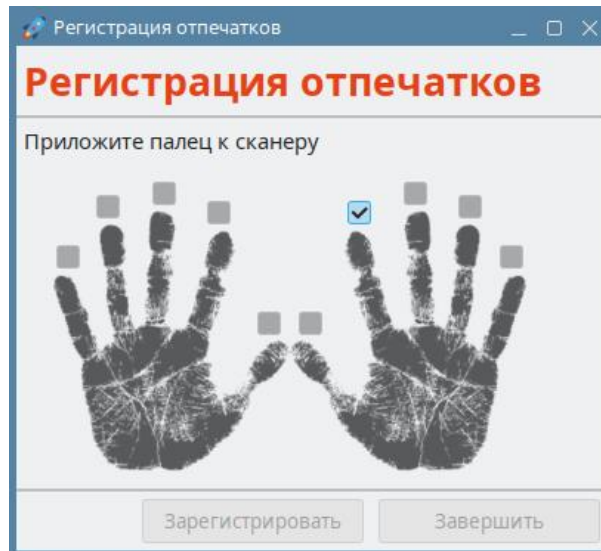 Регистрация отпечатков
Регистрация отпечатков
Приложите палец к сканеру
Зарегистрировать
Завершить